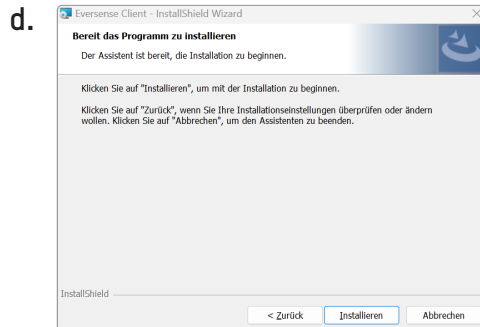 d.
Eversense Client - InstallShield Wizard
Bereit das Programm zu installieren
Der Assistent ist bereit, die Installation zu beginnen.
Klicken Sie auf "Installieren", um mit der Installation zu beginnen.
Klicken Sie auf "Zurück", wenn Sie Ihre Installationseinstellungen überprüfen oder ändern
wollen. Klicken Sie auf "Abbrechen", um den Assistenten zu beenden.
InstallShield
< Zurück Installieren Abbrechen